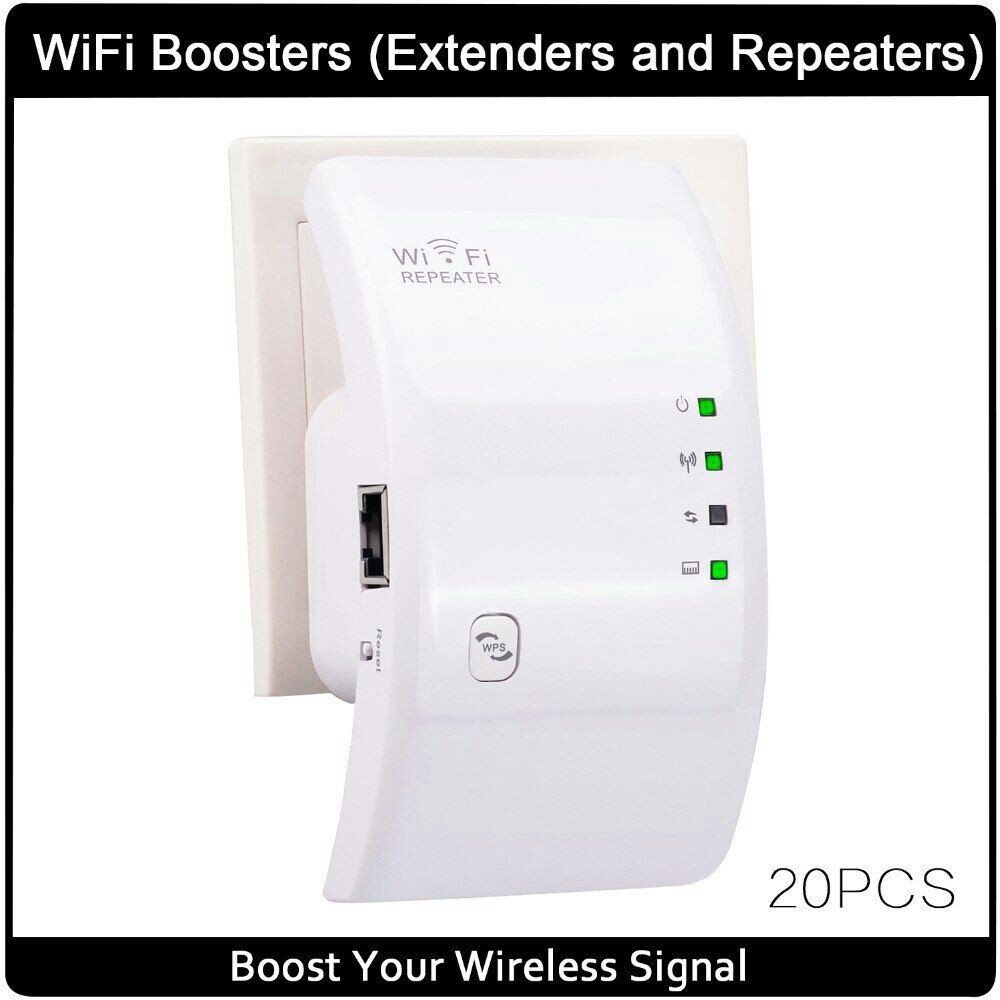 WiFi Boosters (Extenders and Repeaters)
Wi Fi
REPEATER
Reset
WPS
20PCS
Boost Your Wireless Signal